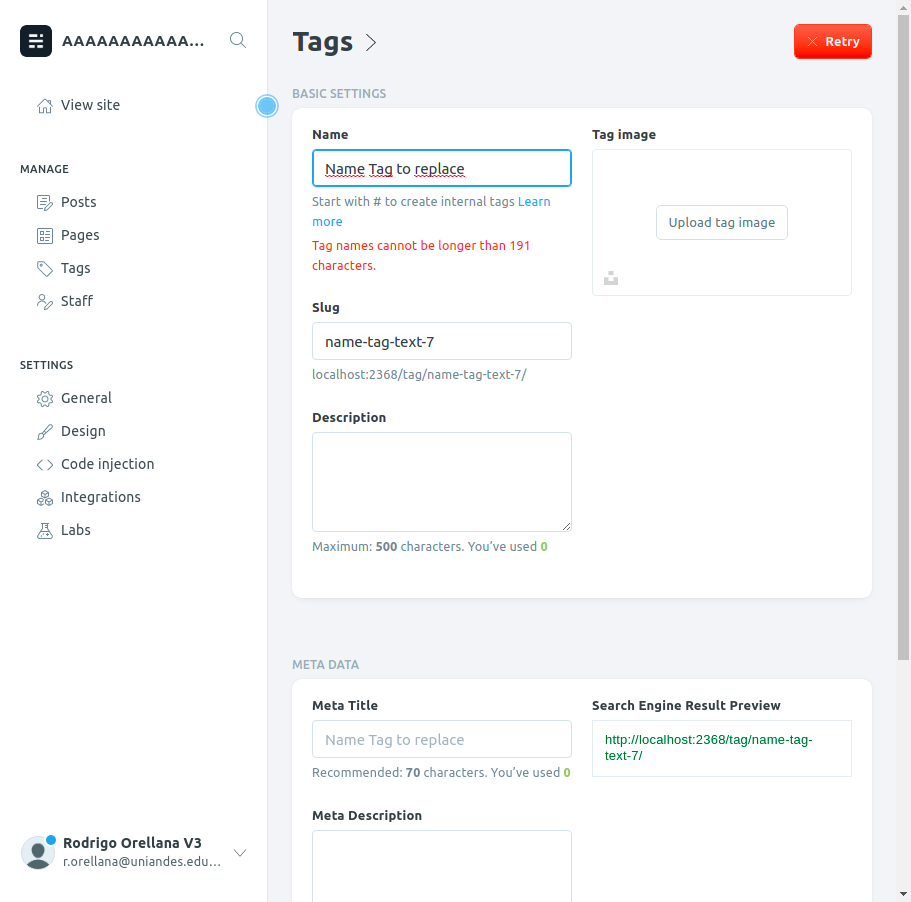 AAAAAAAAAAAA...
View site
MANAGE
Posts
Pages
Tags
Staff
SETTINGS
General
Design
Code injection
Integrations
Labs
Rodrigo Orellana V3
r.orellana@uniandes.edu...
Tags
Retry
BASIC SETTINGS
Name
Name Tag to replace
Start with # to create internal tags Learn
more
Tag names cannot be longer than 191
characters.
Tag image
Upload tag image
Slug
name-tag-text-7
localhost:2368/tag/name-tag-text-7/
Description
Maximum: 500 characters. You’ve used 0
META DATA
Meta Title
Name Tag to replace
Recommended: 70 characters. You’ve used 0
Search Engine Result Preview
http://localhost:2368/tag/name-tag-
text-7/
Meta Description